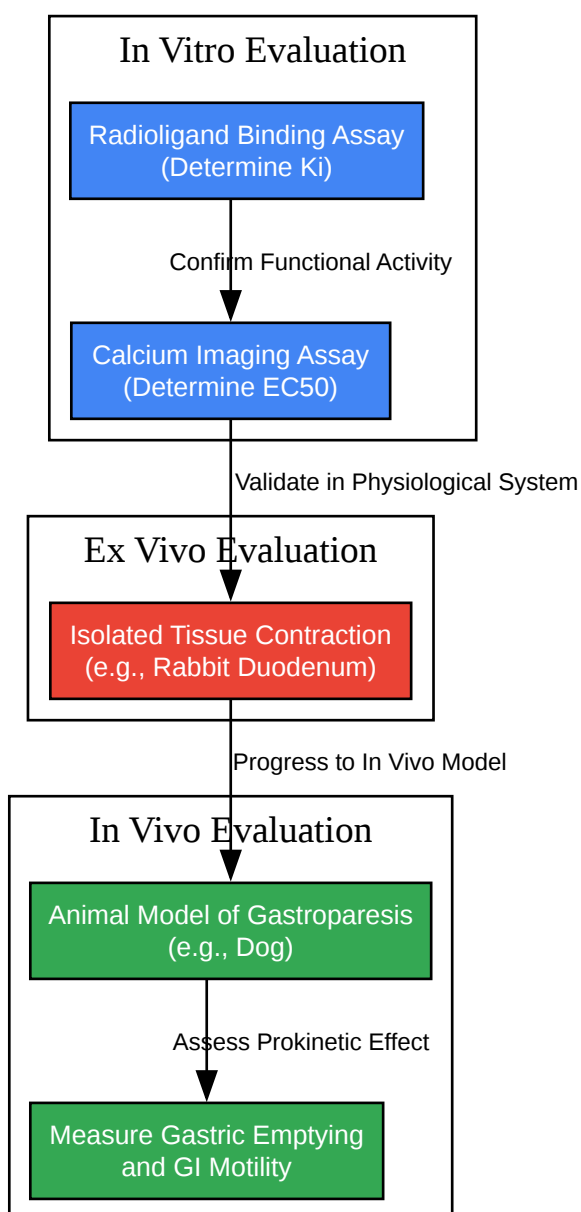 In Vitro Evaluation
Radioligand Binding Assay
(Determine Ki)
Confirm Functional Activity
Calcium Imaging Assay
(Determine EC50)
Validate in Physiological System
Ex Vivo Evaluation
Isolated Tissue Contraction
(e.g., Rabbit Duodenum)
Progress to In Vivo Model
In Vivo Evaluation
Animal Model of Gastroparesis
(e.g., Dog)
Assess Prokinetic Effect
Measure Gastric Emptying
and GI Motility